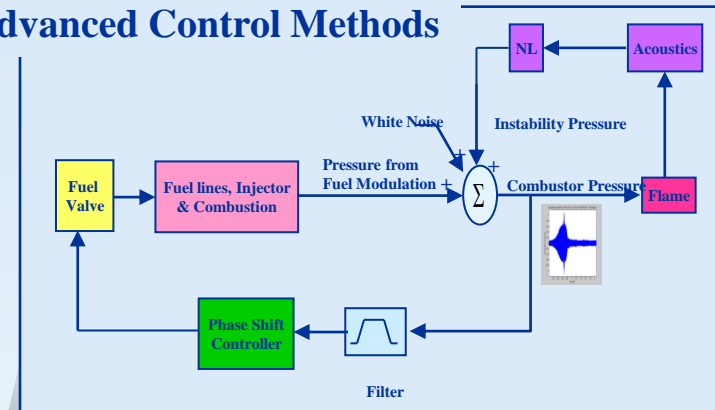 dvanced Control Methods
NL
Acoustics
White Noise
Instability Pressure
+
+
Fuel
Valve
Fuel lines, Injector
& Combustion
Pressure from
Fuel Modulation +
Σ
Combustor Pressure
Flame
Phase Shift
Controller
Filter